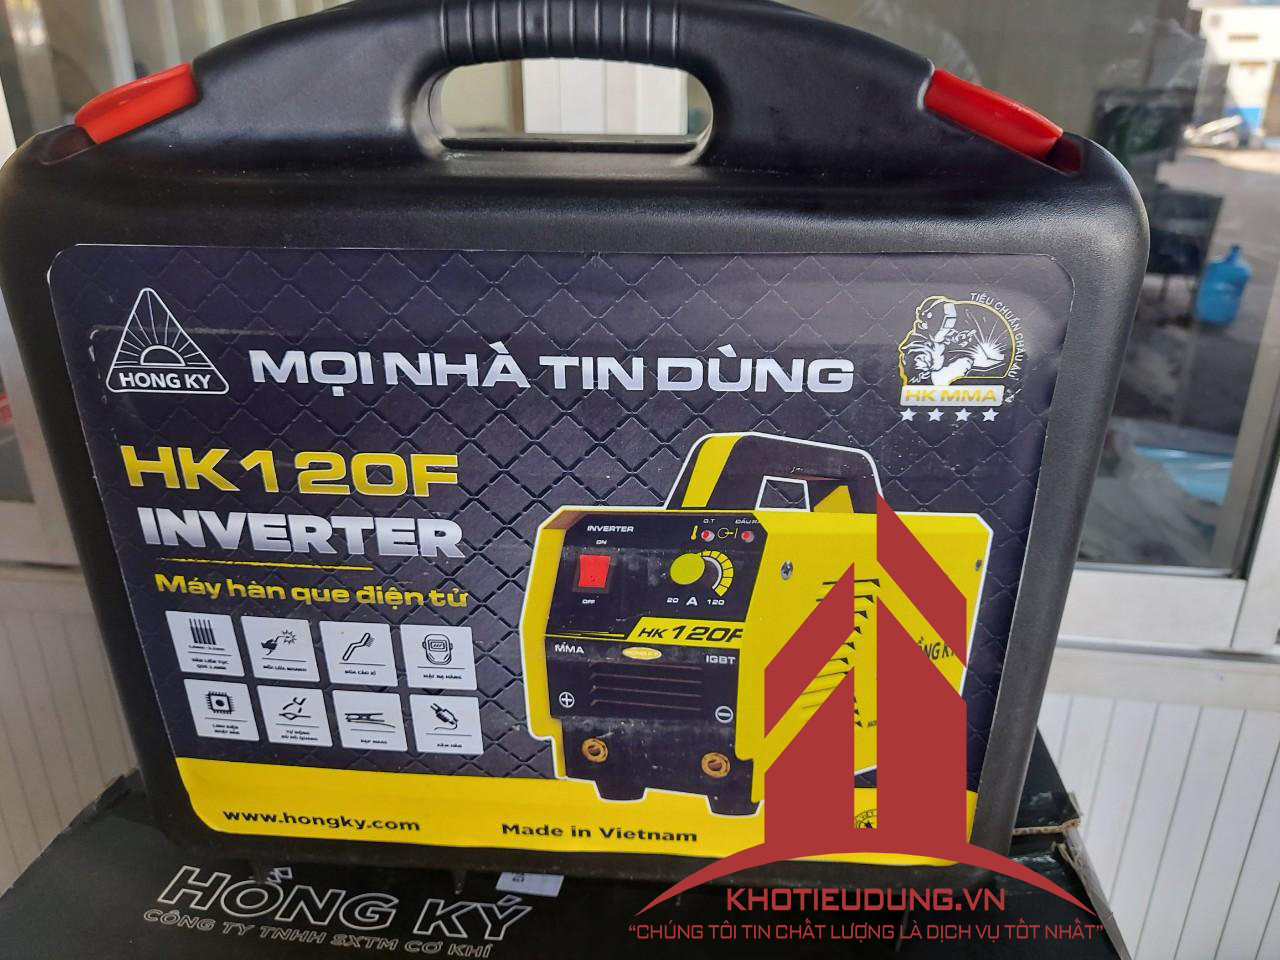 TIÊU CHUẨN CHÂU ÂU
HONG KY
MỌI NHÀ TIN DÙNG
HK MMA
HK120F
INVERTER
Máy hàn que điện tử
INVERTER
ON
OFF
O.T
20 A 120
HK 120F
MMA
HONG KY
IGBT
www.hongky.com
Made in Vietnam
HỒNG KÝ
CÔNG TY TNHH SXTM CƠ KHÍ
KHOTIEUDUNG.VN
“CHÚNG TÔI TIN CHẤT LƯỢNG LÀ DỊCH VỤ TỐT NHẤT”